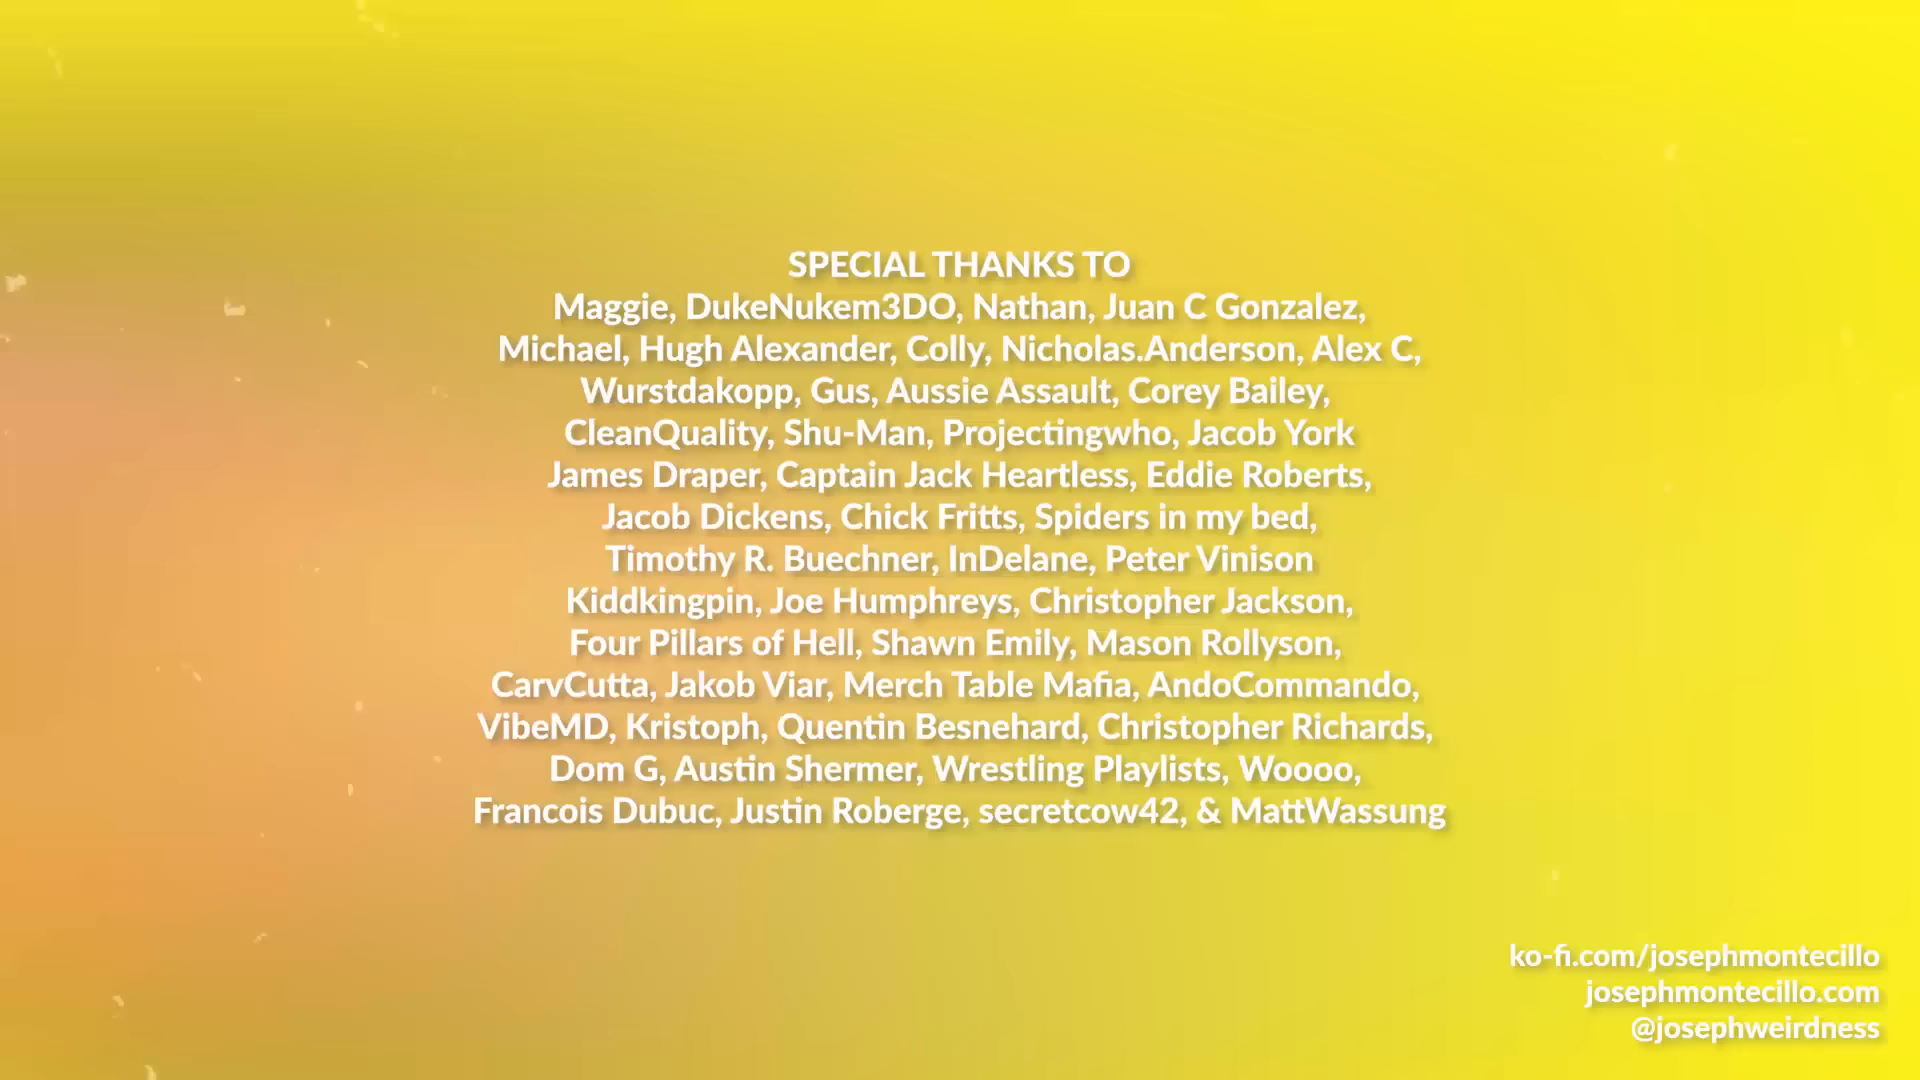 SPECIAL THANKS TO
Maggie, DukeNukem3DO, Nathan, Juan C Gonzalez,
Michael, Hugh Alexander, Colly, Nicholas.Anderson, Alex C,
Wurstdakopp, Gus, Aussie Assault, Corey Bailey,
CleanQuality, Shu-Man, Projectingwho, Jacob York
James Draper, Captain Jack Heartless, Eddie Roberts,
Jacob Dickens, Chick Fritts, Spiders in my bed,
Timothy R. Buechner, InDelane, Peter Vinison
Kiddkingpin, Joe Humphreys, Christopher Jackson,
Four Pillars of Hell, Shawn Emily, Mason Rollyson,
CarvCutta, Jakob Viar, Merch Table Mafia, AndoCommando,
VibeMD, Kristoph, Quentin Besnehard, Christopher Richards,
Dom G, Austin Shermer, Wrestling Playlists, Woooo,
Francois Dubuc, Justin Roberge, secretcow42, & MattWassung
ko-fi.com/josephmontecillo
josephmontecillo.com
@josephweirdness